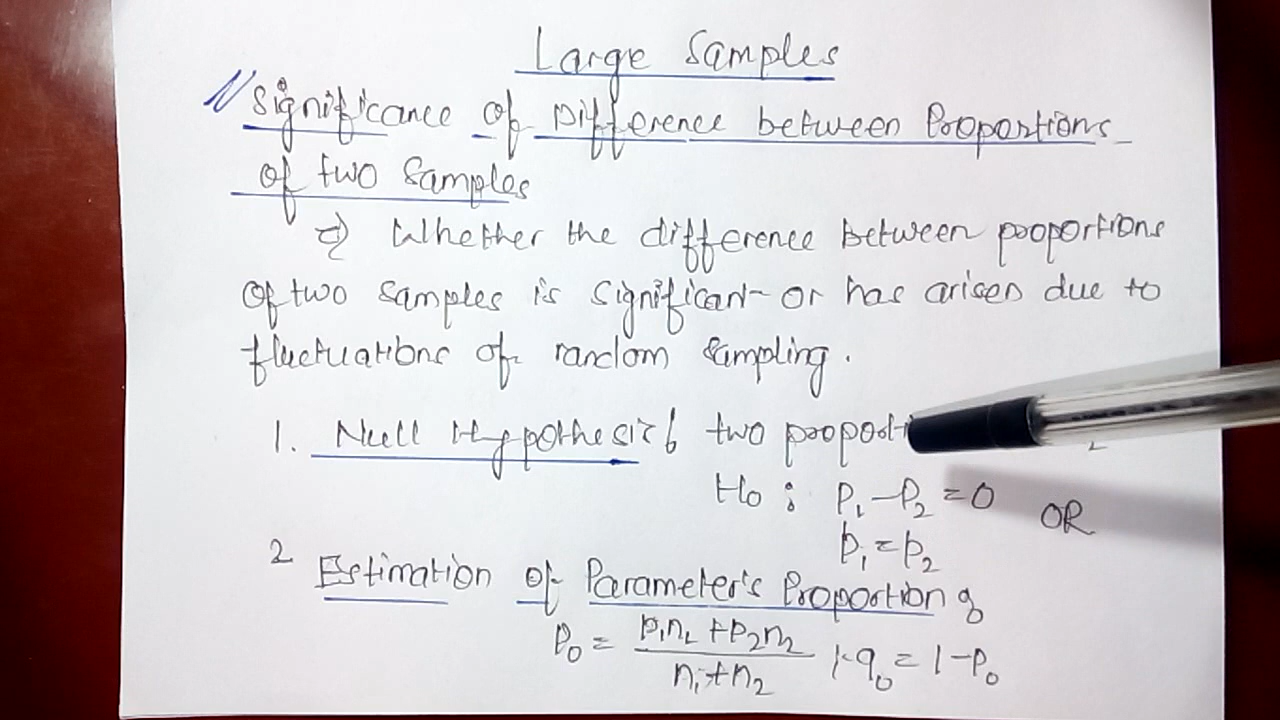 Large Samples
Significance of Difference between Proportions
of two Samples
⇒ Whether the difference between proportions
of two samples is significant or has arisen due to
fluctuations of random sampling.
1. Null Hypothesis: two proporti 2
H0 : P1 - P2 = 0 OR
p1 = p2
2 Estimation of Parameter's Proportion:
P0 = p1n1 + p2n2 / n1 + n2 q0 = 1 - P0